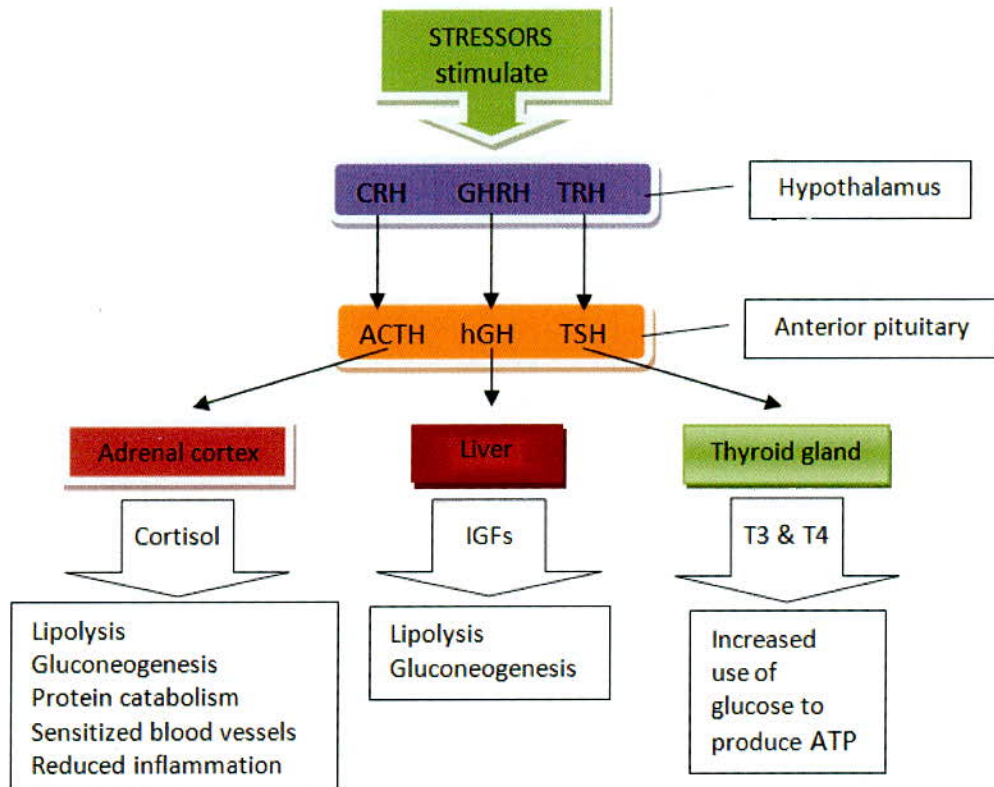 STRESSORS
stimulate
CRH GHRH TRH
Hypothalamus
ACTH hGH TSH
Anterior pituitary
Adrenal cortex
Liver
Thyroid gland
Cortisol
IGFs
T3 & T4
Lipolysis
Gluconeogenesis
Protein catabolism
Sensitized blood vessels
Reduced inflammation
Lipolysis
Gluconeogenesis
Increased
use of
glucose to
produce ATP